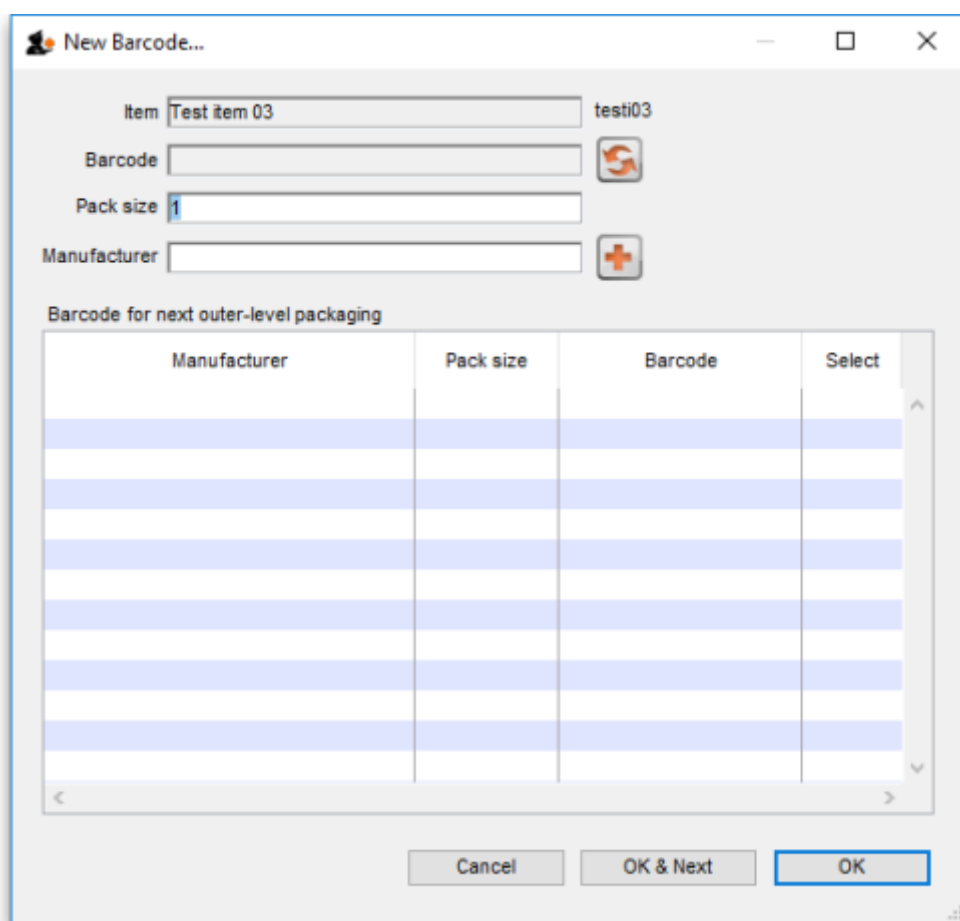 New Barcode...
Item Test item 03 testi03
Barcode
Pack size 1
Manufacturer
Barcode for next outer-level packaging
Manufacturer Pack size Barcode Select
Cancel OK & Next OK